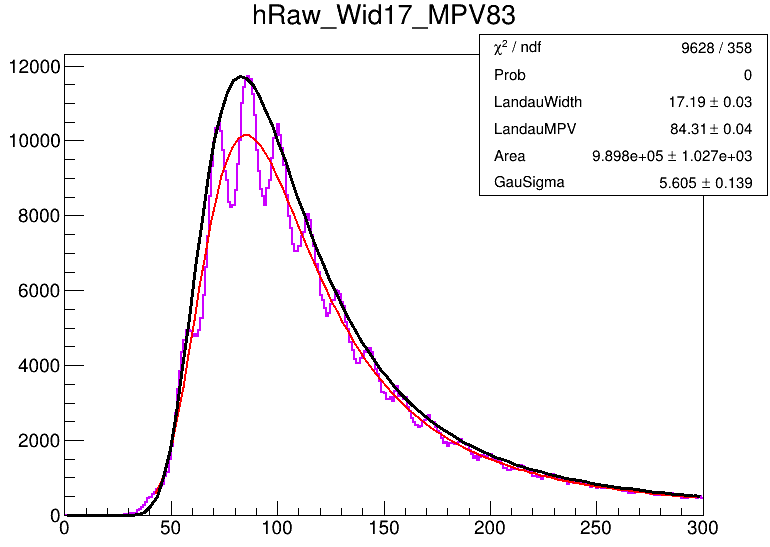 hRaw_Wid17_MPV83
χ² / ndf 9628 / 358
Prob 0
LandauWidth 17.19 ± 0.03
LandauMPV 84.31 ± 0.04
Area 9.898e+05 ± 1.027e+03
GauSigma 5.605 ± 0.139
12000
10000
8000
6000
4000
2000
0
0 50 100 150 200 250 300